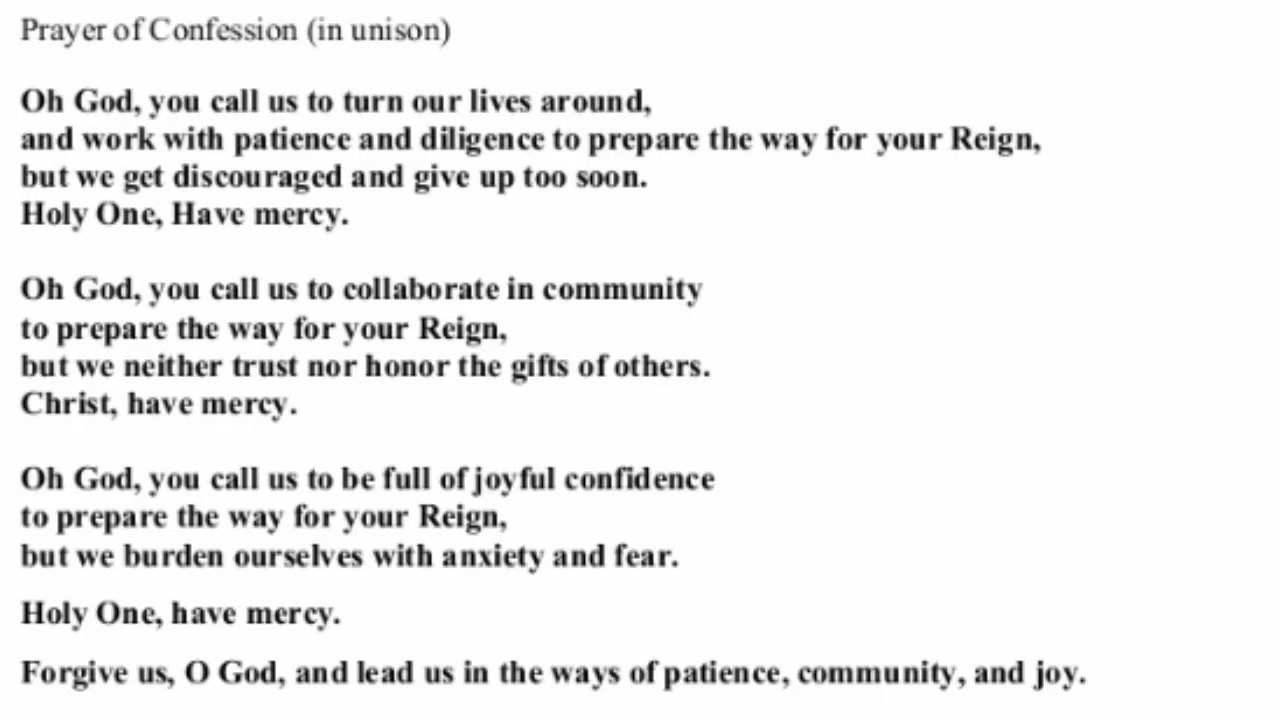 Prayer of Confession (in unison)
Oh God, you call us to turn our lives around,
and work with patience and diligence to prepare the way for your Reign,
but we get discouraged and give up too soon.
Holy One, Have mercy.
Oh God, you call us to collaborate in community
to prepare the way for your Reign,
but we neither trust nor honor the gifts of others.
Christ, have mercy.
Oh God, you call us to be full of joyful confidence
to prepare the way for your Reign,
but we burden ourselves with anxiety and fear.
Holy One, have mercy.
Forgive us, O God, and lead us in the ways of patience, community, and joy.